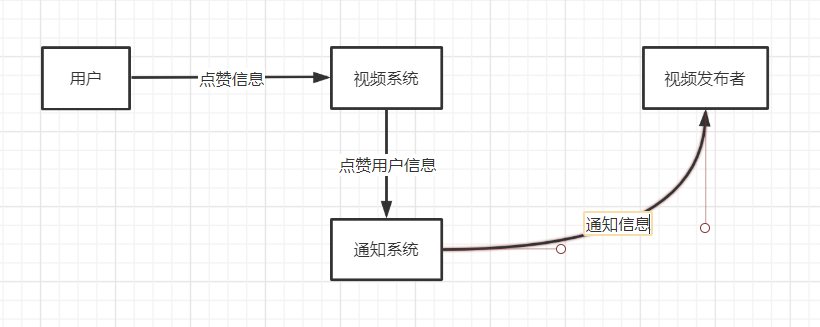 用户
点赞信息
视频系统
视频发布者
点赞用户信息
通知系统
通知信息